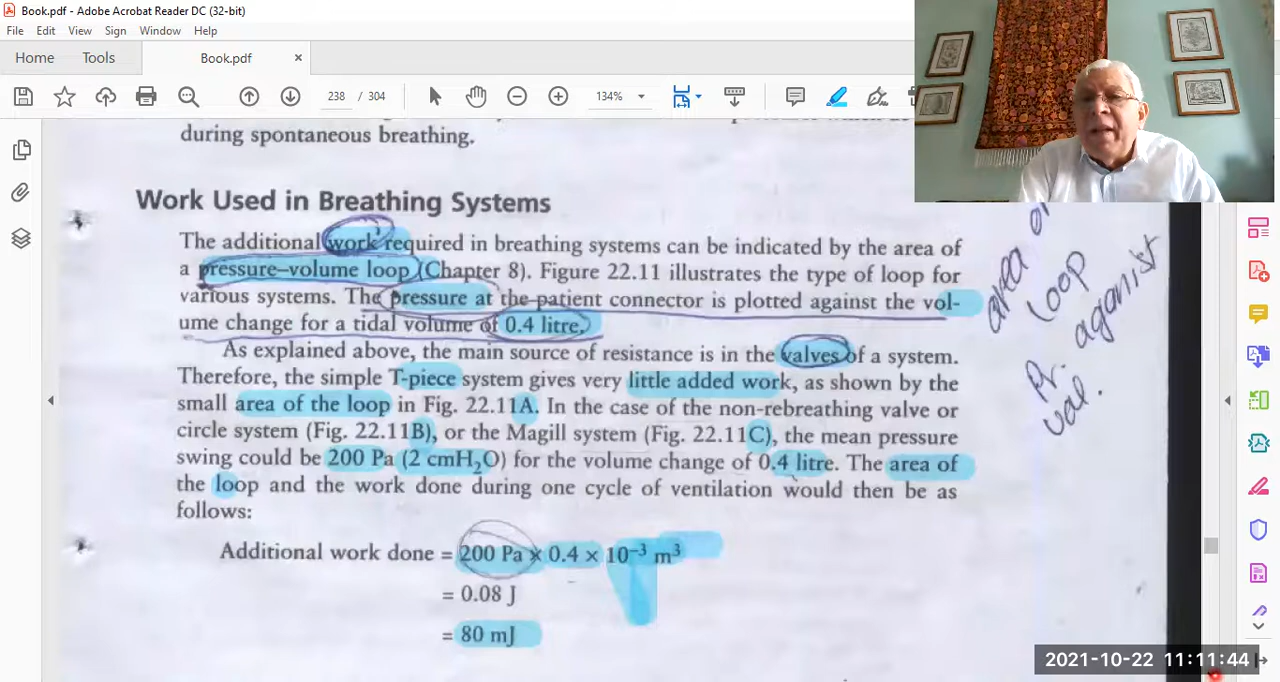 Book.pdf - Adobe Acrobat Reader DC (32-bit)
File Edit View Sign Window Help
Home Tools Book.pdf ×
238 / 304 134%
during spontaneous breathing.
Work Used in Breathing Systems
The additional work required in breathing systems can be indicated by the area of
a pressure–volume loop (Chapter 8). Figure 22.11 illustrates the type of loop for
various systems. The pressure at the patient connector is plotted against the vol-
ume change for a tidal volume of 0.4 litre.
As explained above, the main source of resistance is in the valves of a system.
Therefore, the simple T-piece system gives very little added work, as shown by the
small area of the loop in Fig. 22.11A. In the case of the non-rebreathing valve or
circle system (Fig. 22.11B), or the Magill system (Fig. 22.11C), the mean pressure
swing could be 200 Pa (2 cmH₂O) for the volume change of 0.4 litre. The area of
the loop and the work done during one cycle of ventilation would then be as
follows:
Additional work done = 200 Pa × 0.4 × 10⁻³ m³
= 0.08 J
= 80 mJ
area of
loop
Pr. aganist
val.
2021-10-22 11:11:44